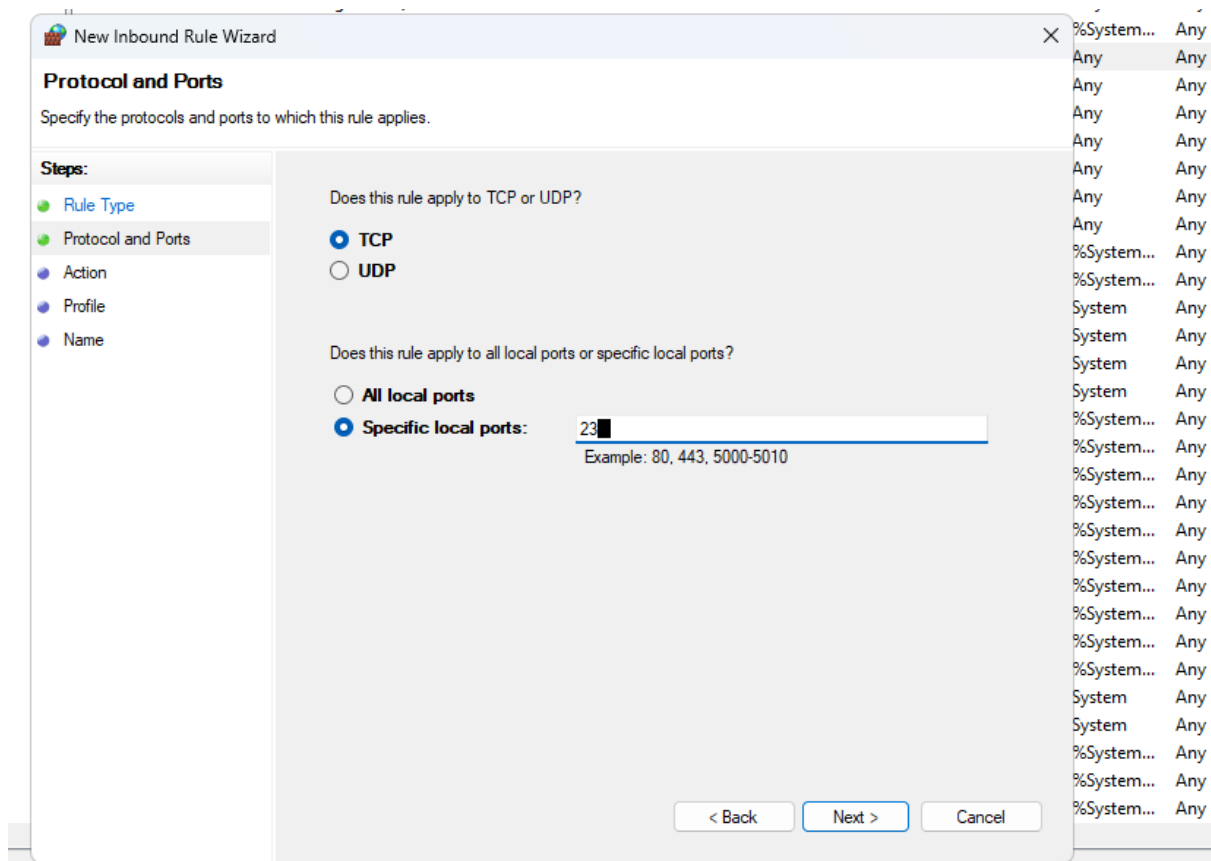 New Inbound Rule Wizard
Protocol and Ports
Specify the protocols and ports to which this rule applies.
Steps:
Rule Type
Protocol and Ports
Action
Profile
Name
Does this rule apply to TCP or UDP?
TCP
UDP
Does this rule apply to all local ports or specific local ports?
All local ports
Specific local ports: 23
Example: 80, 443, 5000-5010
< Back Next > Cancel
%System... Any
Any Any
Any Any
Any Any
Any Any
Any Any
Any Any
Any Any
%System... Any
%System... Any
System Any
System Any
System Any
System Any
%System... Any
%System... Any
%System... Any
%System... Any
%System... Any
%System... Any
%System... Any
%System... Any
%System... Any
%System... Any
System Any
System Any
%System... Any
%System... Any
%System... Any